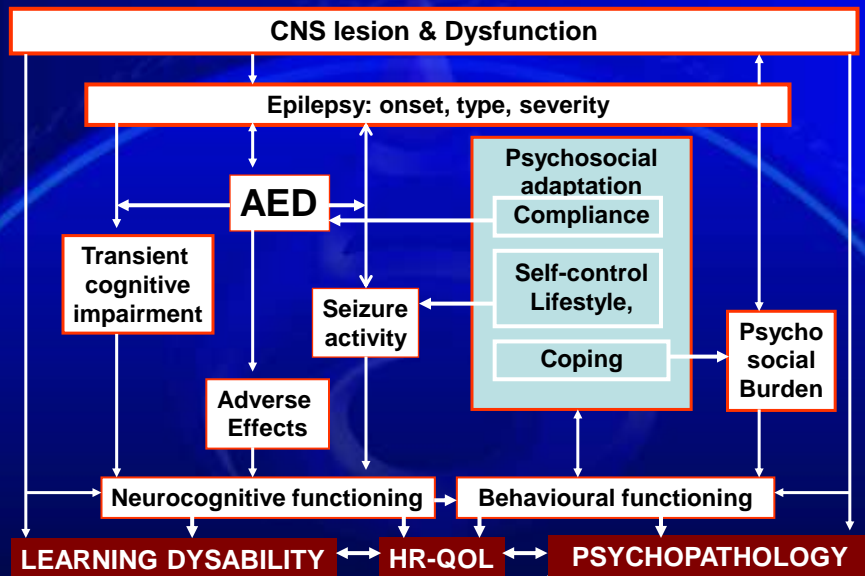 CNS lesion & Dysfunction
Epilepsy: onset, type, severity
Psychosocial
adaptation
Compliance
AED
Transient
cognitive
impairment
Self-control
Lifestyle,
Seizure
activity
Psycho
social
Burden
Coping
Adverse
Effects
Neurocognitive functioning
Behavioural functioning
LEARNING DYSABILITY
HR-QOL
PSYCHOPATHOLOGY